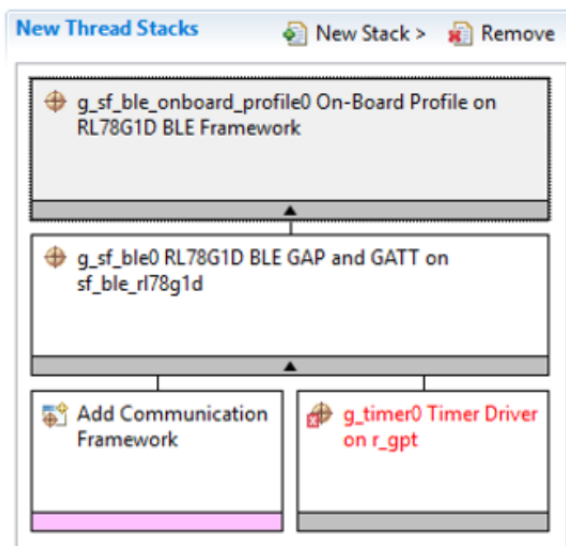 New Thread Stacks
New Stack >
Remove
g_sf_ble_onboard_profile0 On-Board Profile on
RL78G1D BLE Framework
g_sf_ble0 RL78G1D BLE GAP and GATT on
sf_ble_rl78g1d
Add Communication
Framework
g_timer0 Timer Driver
on r_gpt